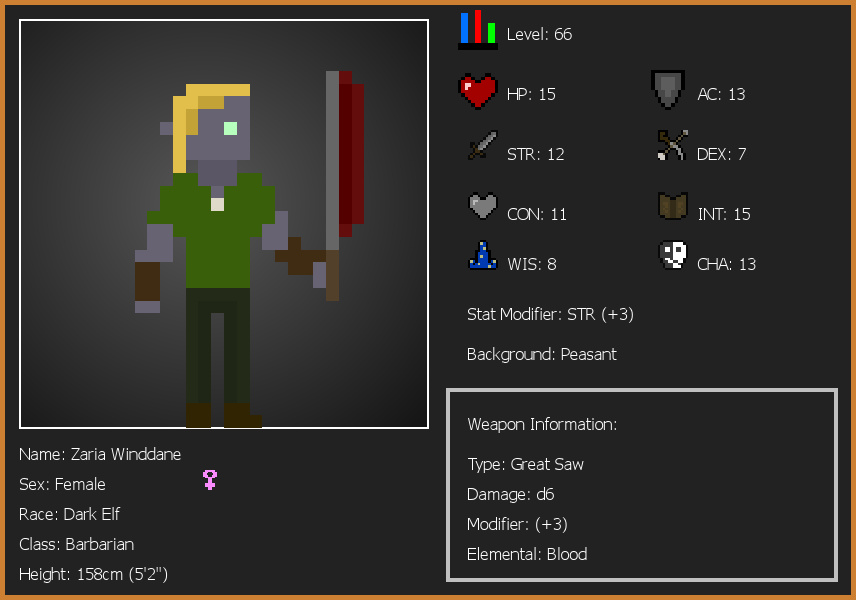 Level: 66
HP: 15
AC: 13
STR: 12
DEX: 7
CON: 11
INT: 15
WIS: 8
CHA: 13
Stat Modifier: STR (+3)
Background: Peasant
Weapon Information:
Type: Great Saw
Damage: d6
Modifier: (+3)
Elemental: Blood
Name: Zaria Winddane
Sex: Female
Race: Dark Elf
Class: Barbarian
Height: 158cm (5'2")